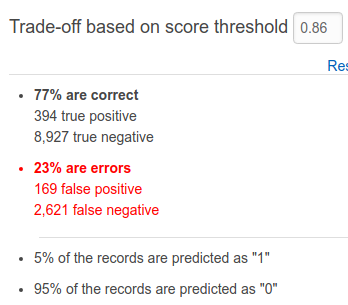 Trade-off based on score threshold 0.86
Res
77% are correct
394 true positive
8,927 true negative
23% are errors
169 false positive
2,621 false negative
5% of the records are predicted as "1"
95% of the records are predicted as "0"